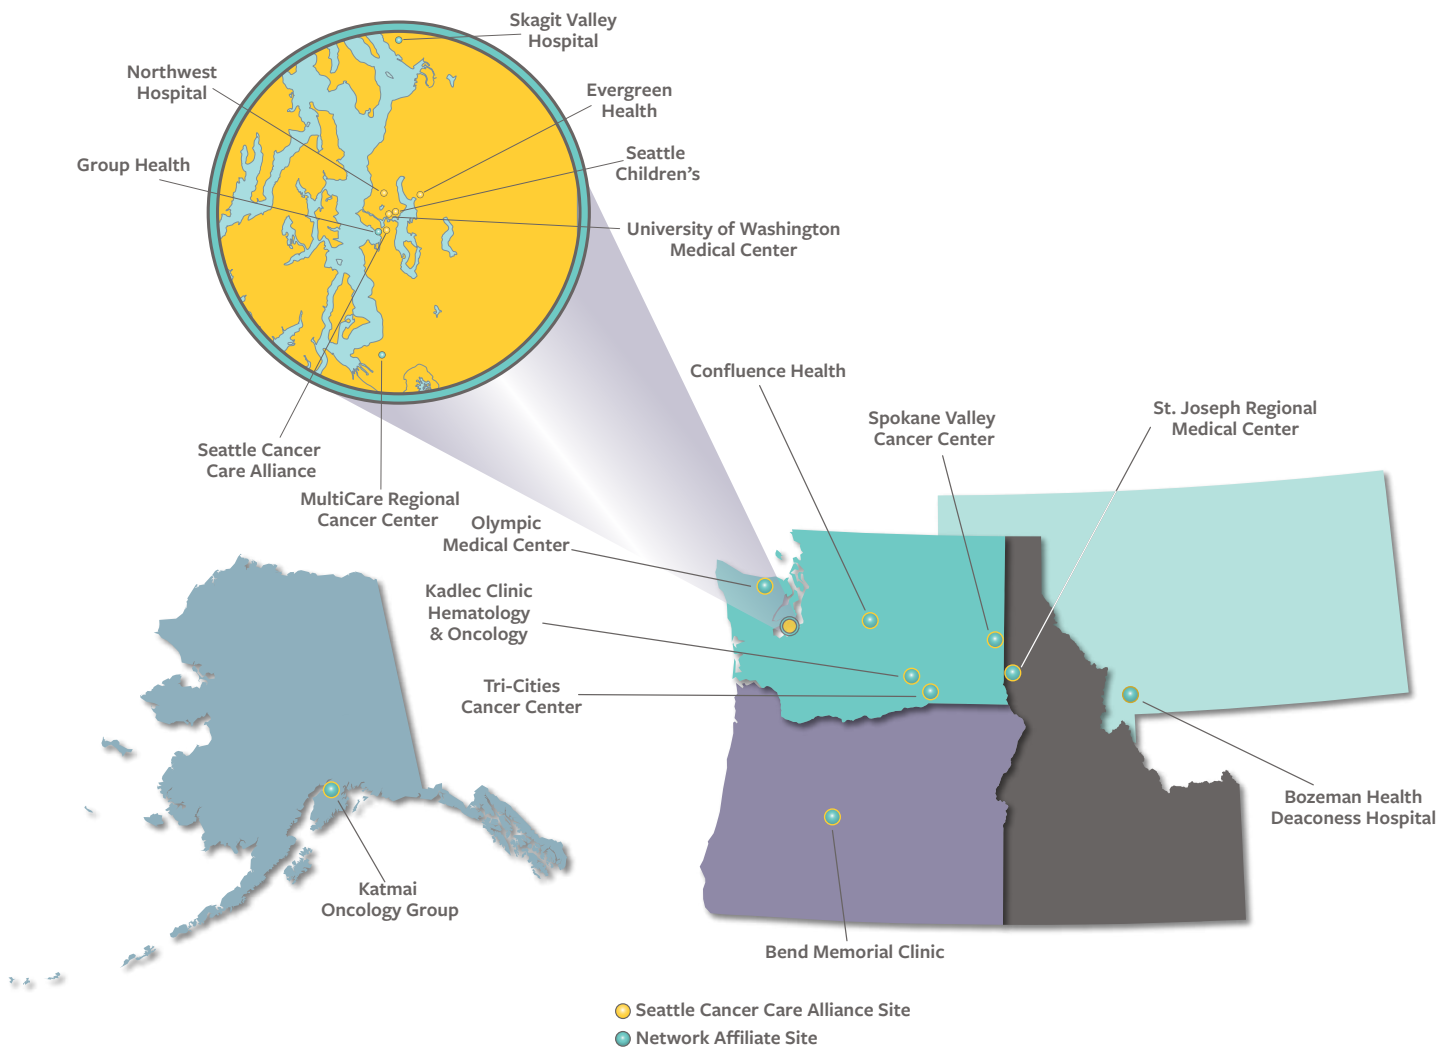 Skagit Valley
Hospital
Northwest
Hospital
Evergreen
Health
Group Health
Seattle
Children's
University of Washington
Medical Center
Seattle Cancer
Care Alliance
MultiCare Regional
Cancer Center
Confluence Health
Spokane Valley
Cancer Center
St. Joseph Regional
Medical Center
Olympic
Medical Center
Kadlec Clinic
Hematology
& Oncology
Tri-Cities
Cancer Center
Bozeman Health
Deaconess Hospital
Katmai
Oncology Group
Bend Memorial Clinic
Seattle Cancer Care Alliance Site
Network Affiliate Site